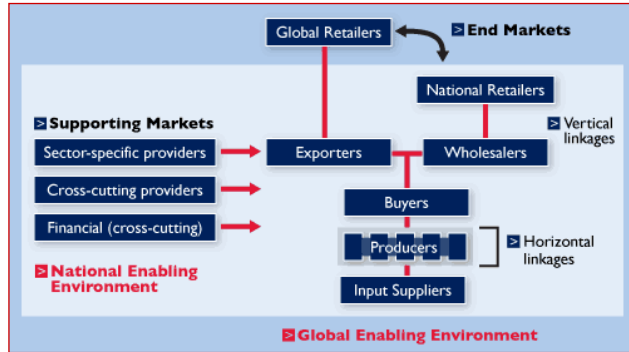 Global Retailers
End Markets
National Retailers
Supporting Markets
Vertical
linkages
Sector-specific providers
Exporters
Wholesalers
Cross-cutting providers
Buyers
Financial (cross-cutting)
Producers
Horizontal
linkages
National Enabling
Environment
Input Suppliers
Global Enabling Environment